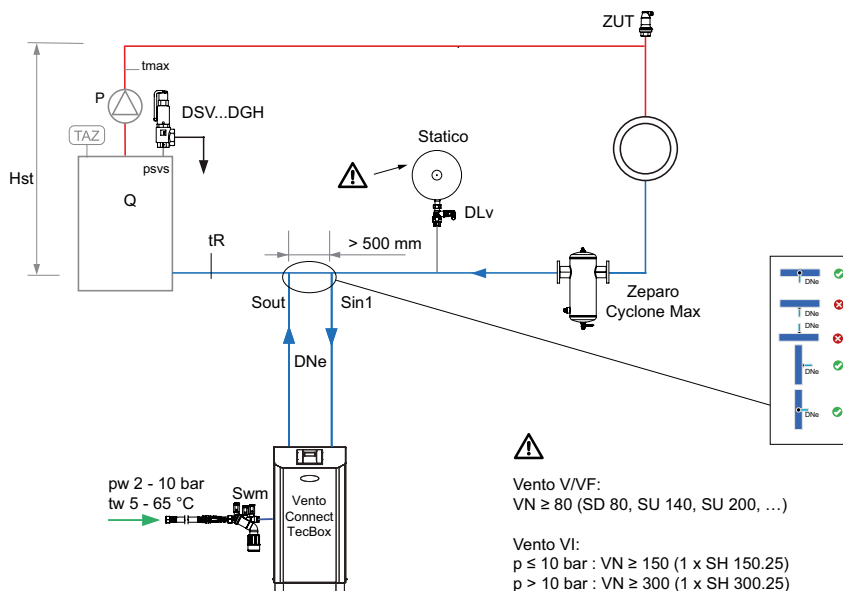 ZUT
tmax
P
DSV...DGH
TAZ
Statico
psvs
Hst
Q
DLv
tR
> 500 mm
Zeparo
Cyclone Max
Sout
Sin1
DNe
DNe
DNe
DNe
DNe
DNe
pw 2 - 10 bar
tw 5 - 65 °C
Swm
Vento
Connect
TecBox
Vento V/VF:
VN ≥ 80 (SD 80, SU 140, SU 200, …)
Vento VI:
p ≤ 10 bar : VN ≥ 150 (1 x SH 150.25)
p > 10 bar : VN ≥ 300 (1 x SH 300.25)